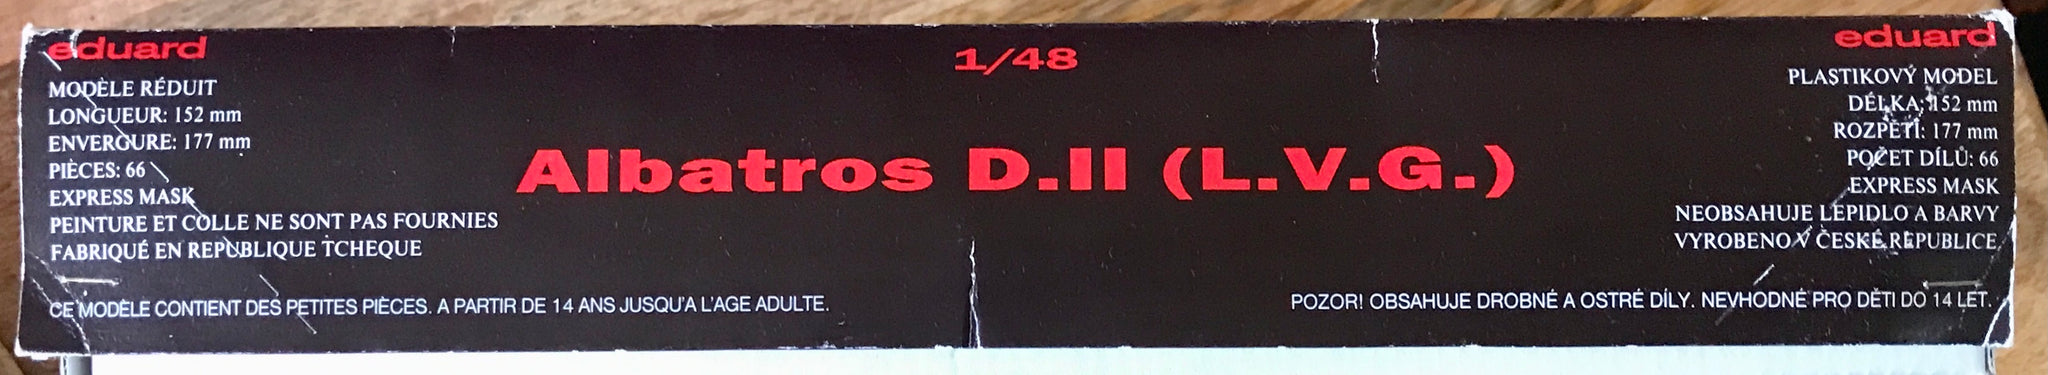 eduard
MODÈLE RÉDUIT
LONGUEUR: 152 mm
ENVERGURE: 177 mm
PIÈCES: 66
EXPRESS MASK
PEINTURE ET COLLE NE SONT PAS FOURNIES
FABRIQUÉ EN REPUBLIQUE TCHEQUE
CE MODÈLE CONTIENT DES PETITES PIÈCES. A PARTIR DE 14 ANS JUSQU'A L'AGE ADULTE.
1/48
Albatros D.II (L.V.G.)
eduard
PLASTIKOVÝ MODEL
DÉLKA: 152 mm
ROZPĚTÍ: 177 mm
POČET DÍLŮ: 66
EXPRESS MASK
NEOBSAHUJE LEPIDLO A BARVY
VYROBENO V ČESKÉ REPUBLICE
POZOR! OBSAHUJE DROBNÉ A OSTRÉ DÍLY. NEVHODNÉ PRO DĚTI DO 14 LET.